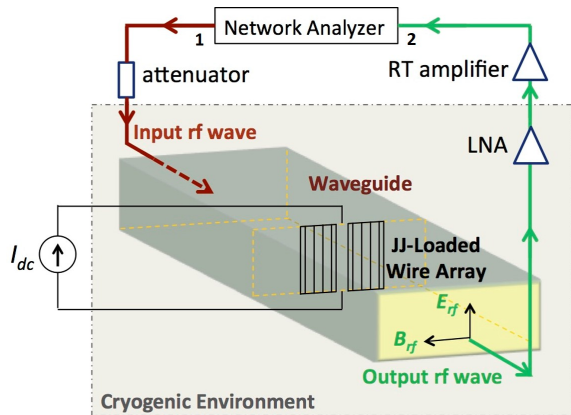 Network Analyzer
1
2
attenuator
RT amplifier
Input rf wave
LNA
Waveguide
I_dc
JJ-Loaded
Wire Array
E_rf
B_rf
Output rf wave
Cryogenic Environment